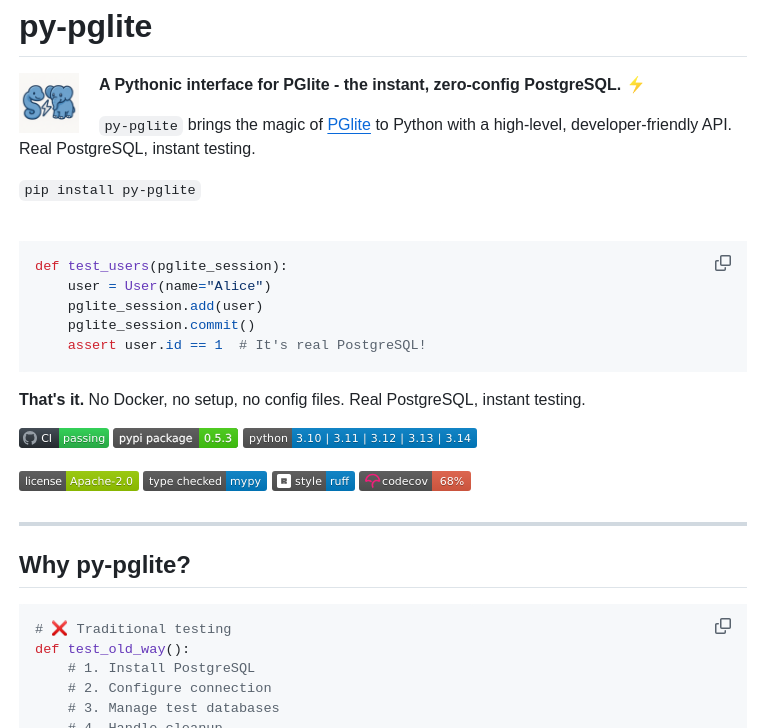 py-pglite
A Pythonic interface for PGlite - the instant, zero-config PostgreSQL. ⚡
py-pglite brings the magic of PGlite to Python with a high-level, developer-friendly API.
Real PostgreSQL, instant testing.
pip install py-pglite
def test_users(pglite_session):
    user = User(name="Alice")
    pglite_session.add(user)
    pglite_session.commit()
    assert user.id == 1  # It's real PostgreSQL!
That's it. No Docker, no setup, no config files. Real PostgreSQL, instant testing.
CI passing pypi package 0.5.3 python 3.10 | 3.11 | 3.12 | 3.13 | 3.14
license Apache-2.0 type checked mypy style ruff codecov 68%
Why py-pglite?
# ❌ Traditional testing
def test_old_way():
    # 1. Install PostgreSQL
    # 2. Configure connection
    # 3. Manage test databases
    # 4. Handle cleanup